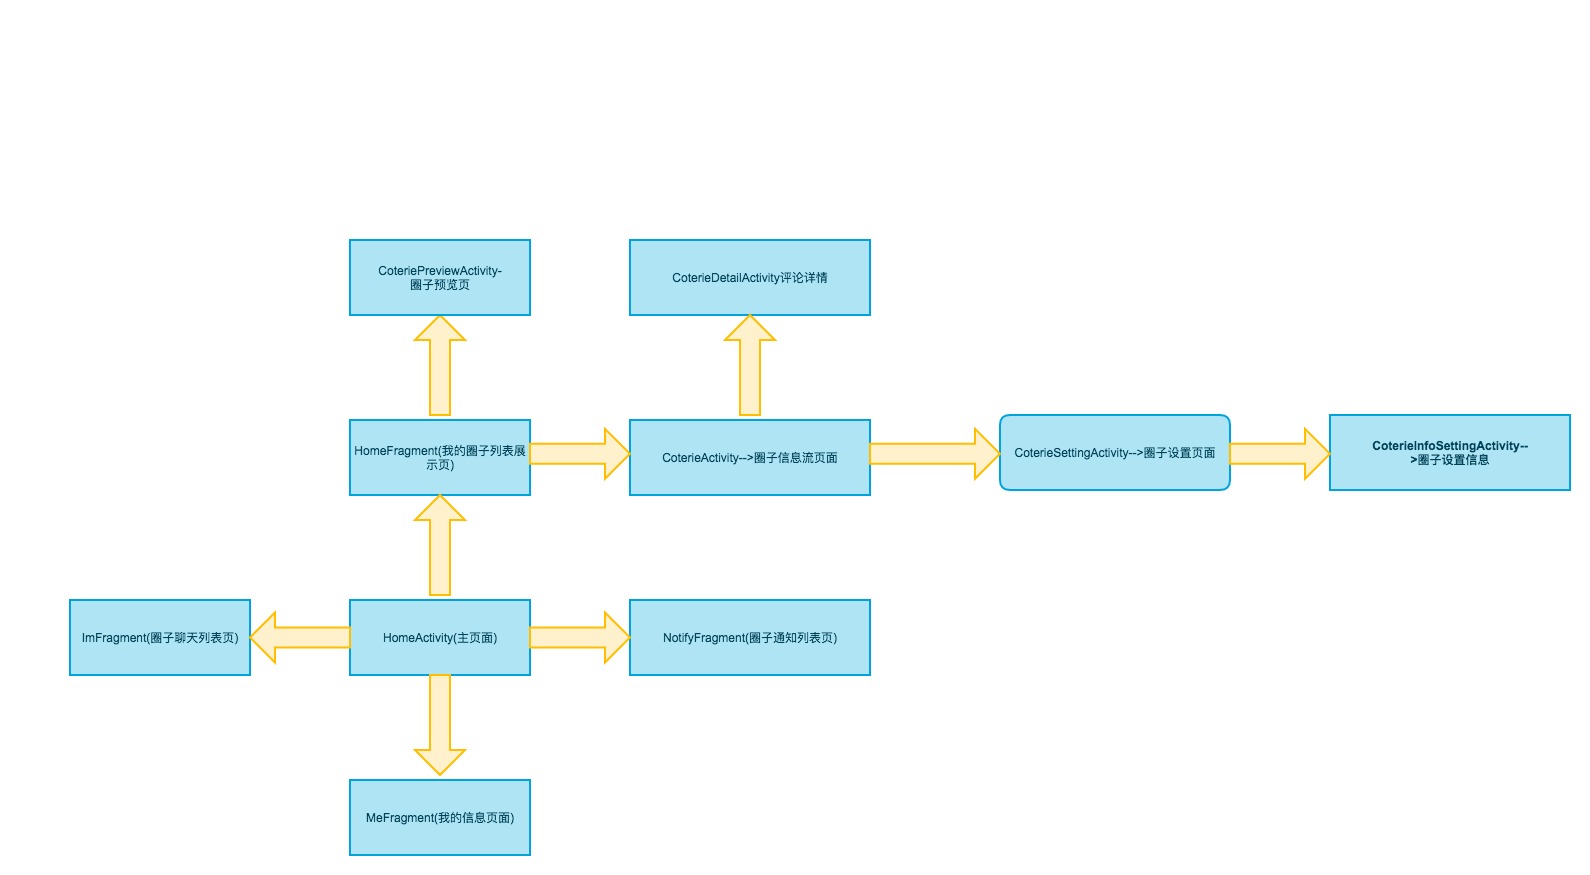 CoteriePreviewActivity-
圈子预览页
CoterieDetailActivity评论详情
HomeFragment(我的圈子列表展
示页)
CoterieActivity-->圈子信息流页面
CoterieSettingActivity-->圈子设置页面
CoterieInfoSettingActivity--
>圈子设置信息
ImFragment(圈子聊天列表页)
HomeActivity(主页面)
NotifyFragment(圈子通知列表页)
MeFragment(我的信息页面)